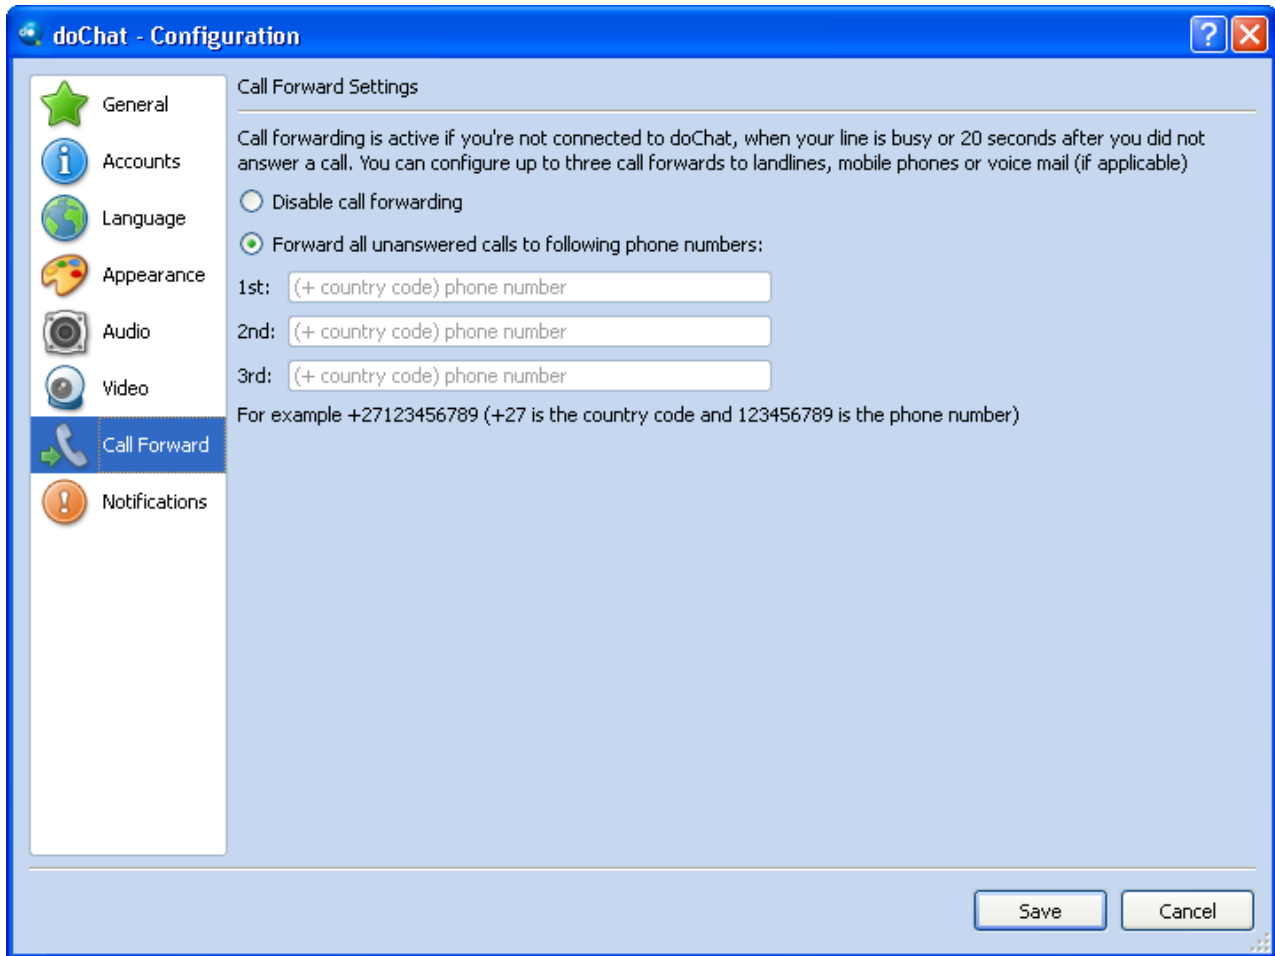 doChat - Configuration
General
Accounts
Language
Appearance
Audio
Video
Call Forward
Notifications
Call Forward Settings
Call forwarding is active if you're not connected to doChat, when your line is busy or 20 seconds after you did not
answer a call. You can configure up to three call forwards to landlines, mobile phones or voice mail (if applicable)
Disable call forwarding
Forward all unanswered calls to following phone numbers:
1st: (+ country code) phone number
2nd: (+ country code) phone number
3rd: (+ country code) phone number
For example +27123456789 (+27 is the country code and 123456789 is the phone number)
Save Cancel